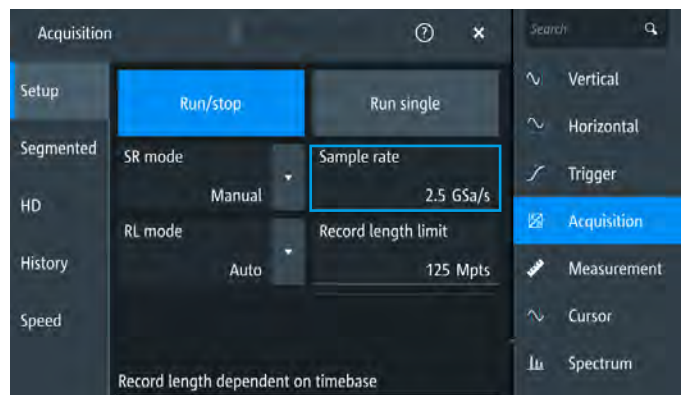 Acquisition
?
×
Setup
Segmented
HD
History
Speed
Run/stop
Run single
SR mode
Manual
Sample rate
2.5 GSa/s
RL mode
Auto
Record length limit
125 Mpts
Record length dependent on timebase
Search
Vertical
Horizontal
Trigger
Acquisition
Measurement
Cursor
Spectrum